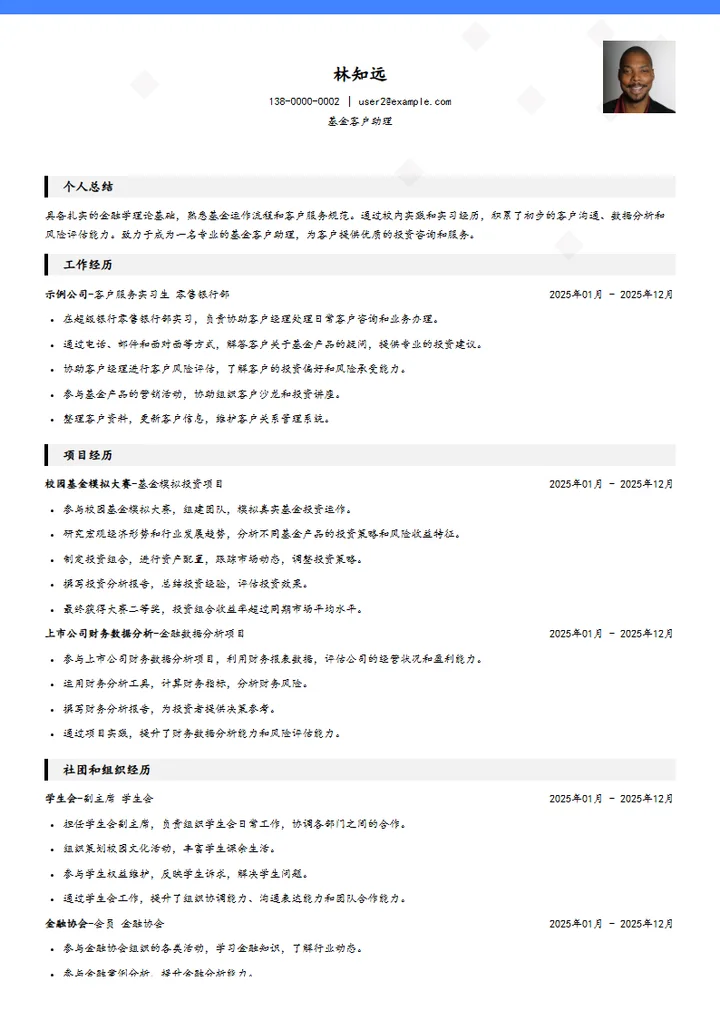 林知远
138-0000-0002 | user2@example.com
基金客户助理
个人总结
具备扎实的金融学理论基础，熟悉基金运作流程和客户服务规范。通过校内实践和实习经历，积累了初步的客户沟通、数据分析和
风险评估能力。致力于成为一名专业的基金客户助理，为客户提供优质的投资咨询和服务。
工作经历
示例公司-客户服务实习生 零售银行部 2025年01月 - 2025年12月
• 在超级银行零售银行部实习，负责协助客户经理处理日常客户咨询和业务办理。
• 通过电话、邮件和面对面等方式，解答客户关于基金产品的疑问，提供专业的投资建议。
• 协助客户经理进行客户风险评估，了解客户的投资偏好和风险承受能力。
• 参与基金产品的营销活动，协助组织客户沙龙和投资讲座。
• 整理客户资料，更新客户信息，维护客户关系管理系统。
项目经历
校园基金模拟大赛-基金模拟投资项目 2025年01月 - 2025年12月
• 参与校园基金模拟大赛，组建团队，模拟真实基金投资运作。
• 研究宏观经济形势和行业发展趋势，分析不同基金产品的投资策略和风险收益特征。
• 制定投资组合，进行资产配置，跟踪市场动态，调整投资策略。
• 撰写投资分析报告，总结投资经验，评估投资效果。
• 最终获得大赛二等奖，投资组合收益率超过同期市场平均水平。
上市公司财务数据分析-金融数据分析项目 2025年01月 - 2025年12月
• 参与上市公司财务数据分析项目，利用财务报表数据，评估公司的经营状况和盈利能力。
• 运用财务分析工具，计算财务指标，分析财务风险。
• 撰写财务分析报告，为投资者提供决策参考。
• 通过项目实践，提升了财务数据分析能力和风险评估能力。
社团和组织经历
学生会-副主席 学生会 2025年01月 - 2025年12月
• 担任学生会副主席，负责组织学生会日常工作，协调各部门之间的合作。
• 组织策划校园文化活动，丰富学生课余生活。
• 参与学生权益维护，反映学生诉求，解决学生问题。
• 通过学生会工作，提升了组织协调能力、沟通表达能力和团队合作能力。
金融协会-会员 金融协会 2025年01月 - 2025年12月
• 参与金融协会组织的各类活动，学习金融知识，了解行业动态。
• 参与金融案例分析，提升金融分析能力。